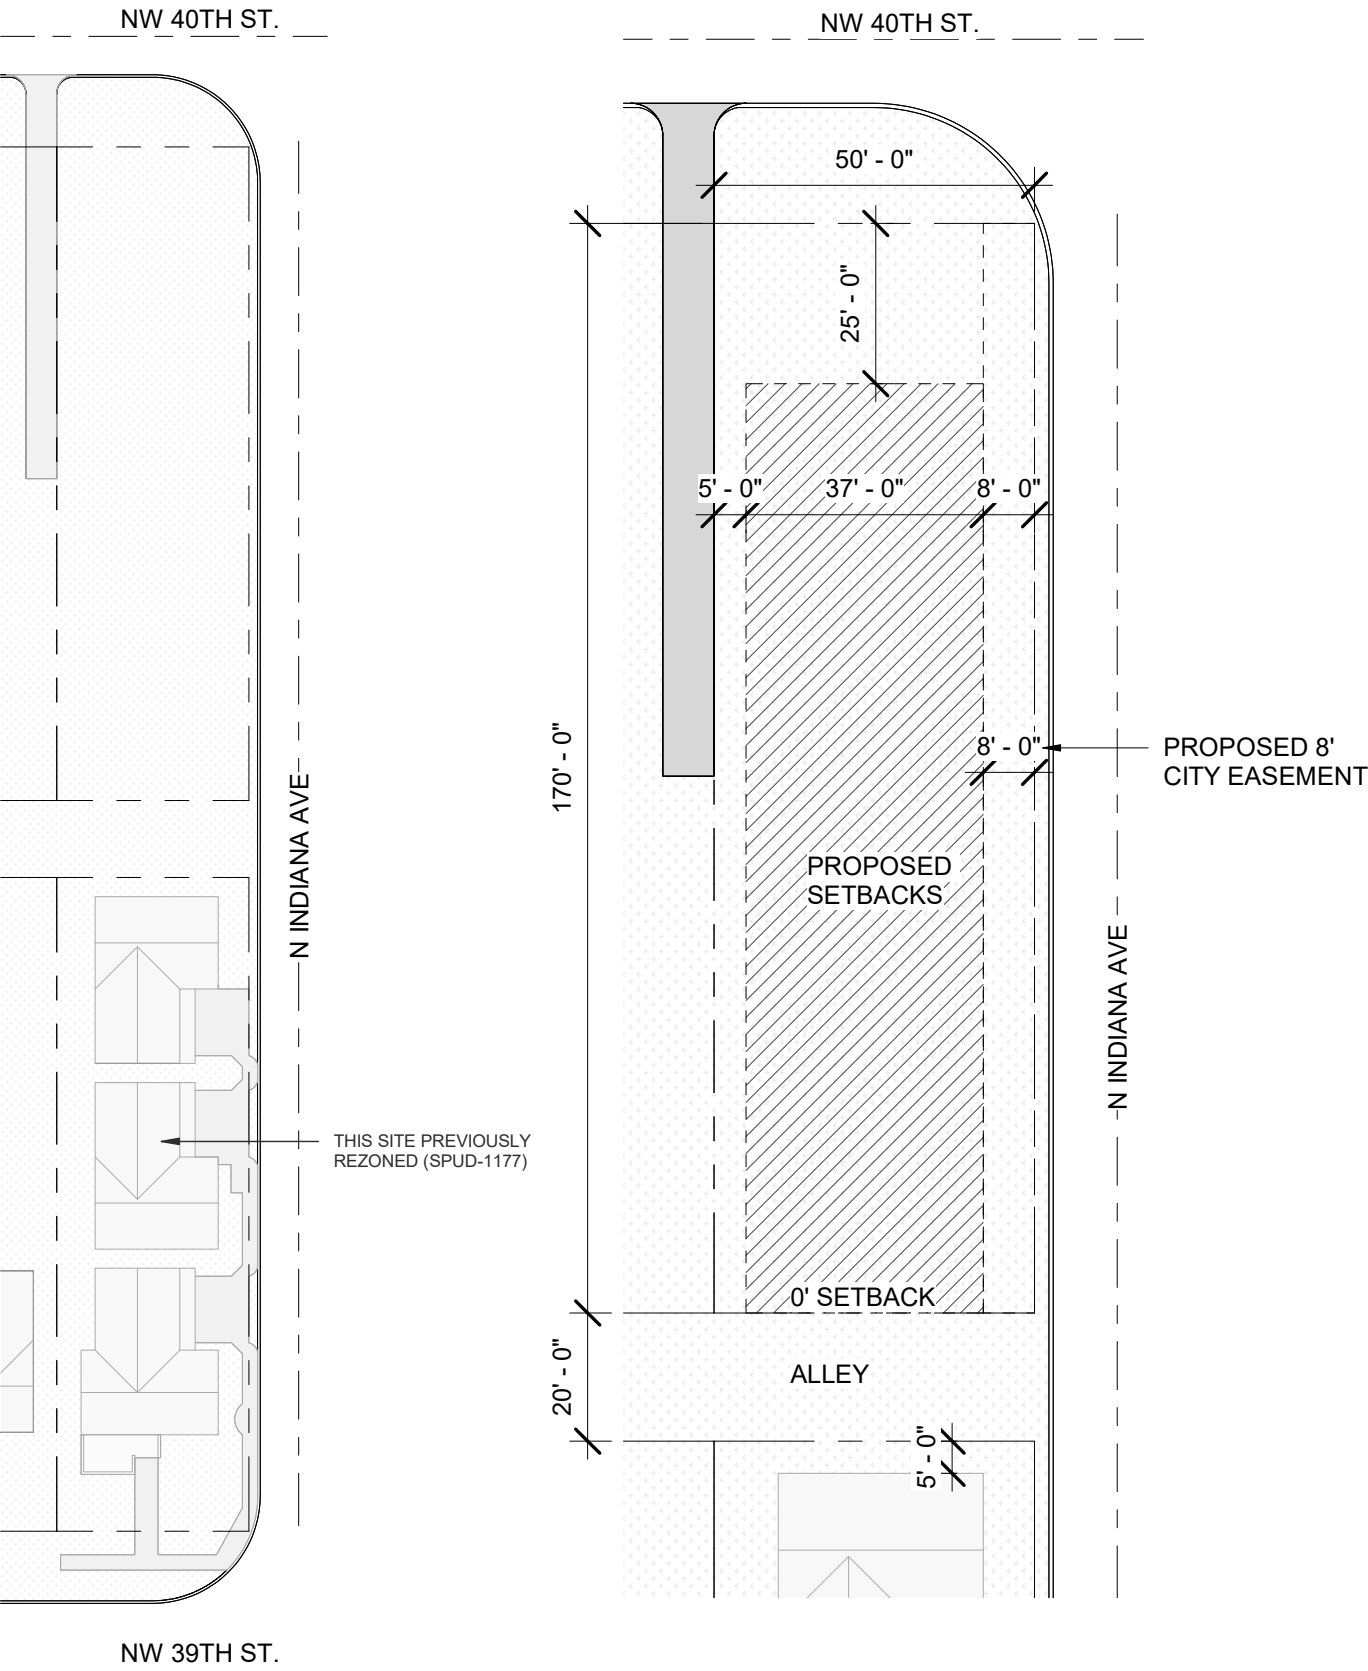 NW 40TH ST.
N INDIANA AVE
THIS SITE PREVIOUSLY
REZONED (SPUD-1177)
NW 39TH ST.
NW 40TH ST.
50' - 0"
25' - 0"
5' - 0"
37' - 0"
8' - 0"
170' - 0"
8' - 0"
PROPOSED 8'
CITY EASEMENT
PROPOSED
SETBACKS
N INDIANA AVE
0' SETBACK
20' - 0"
ALLEY
5' - 0"